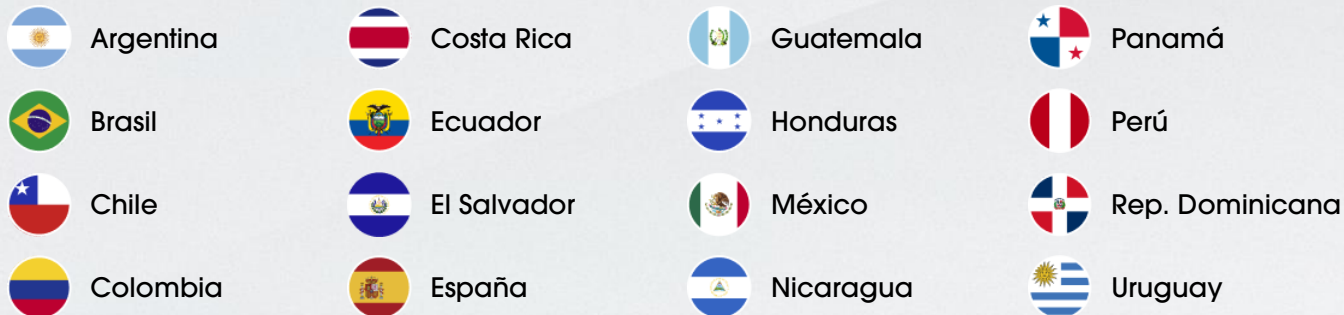 Argentina
Brasil
Chile
Colombia
Costa Rica
Ecuador
El Salvador
España
Guatemala
Honduras
México
Nicaragua
Panamá
Perú
Rep. Dominicana
Uruguay